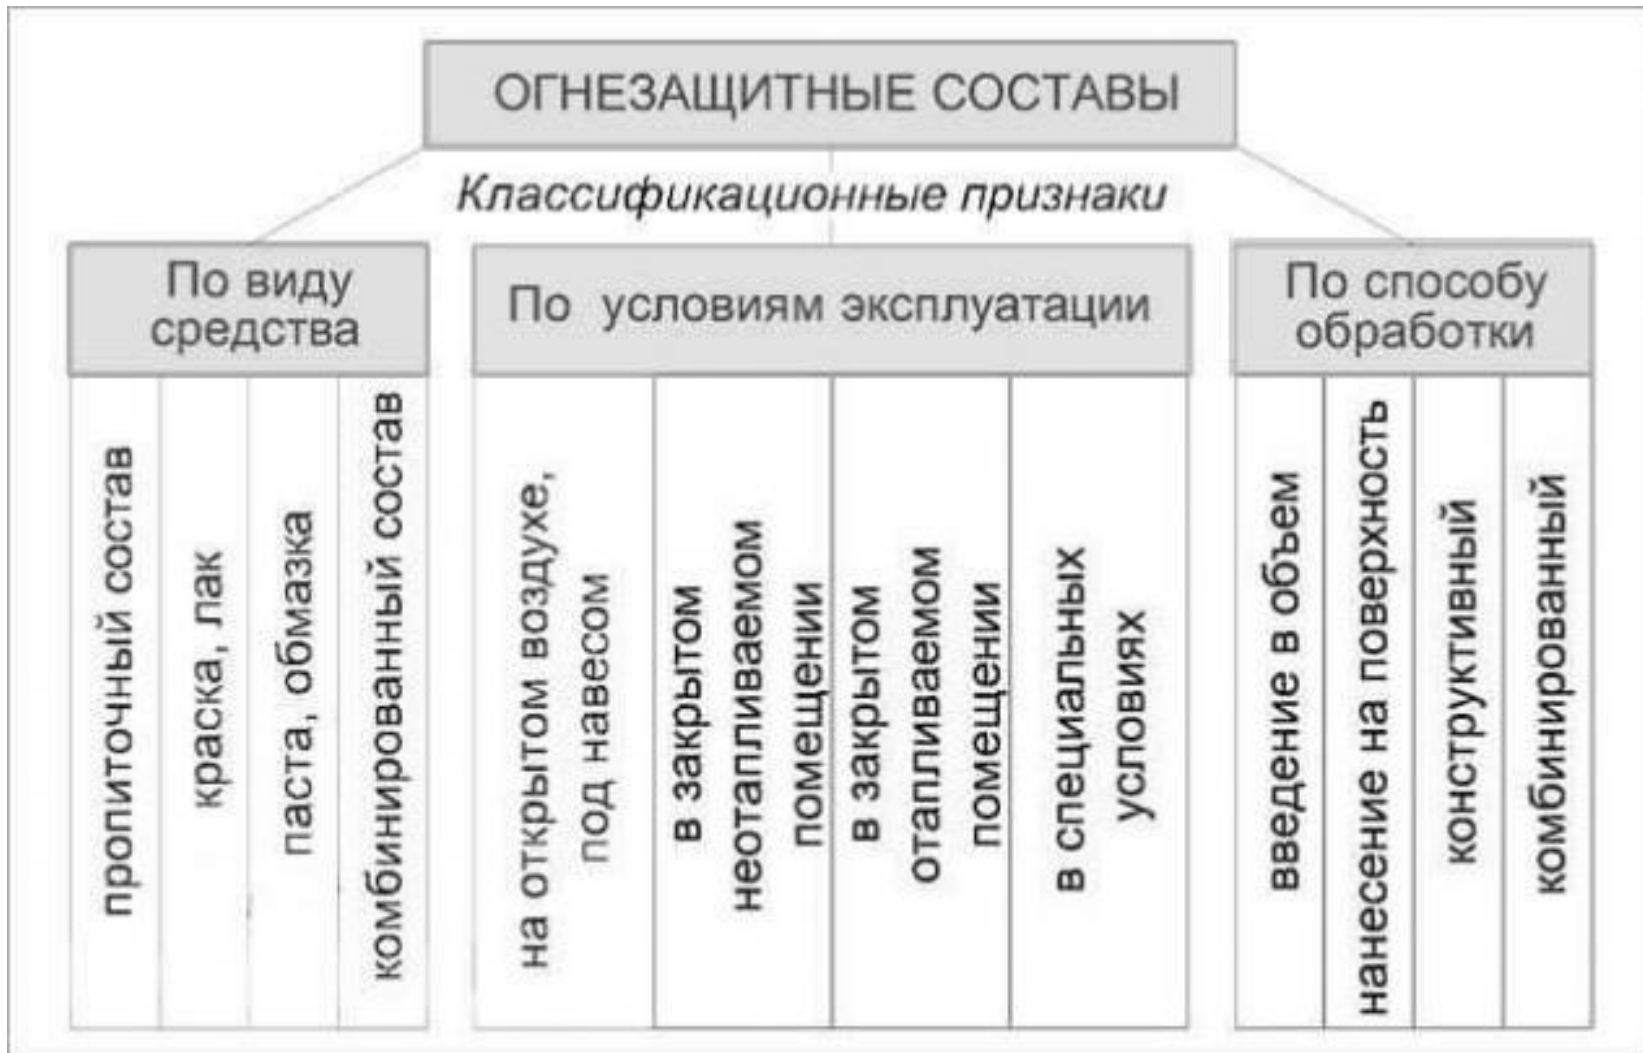 ОГНЕЗАЩИТНЫЕ СОСТАВЫ
Классификационные признаки
По виду
средства
пропиточный состав
краска, лак
паста, обмазка
комбинированный состав
По условиям эксплуатации
на открытом воздухе,
под навесом
в закрытом
неотапливаемом
помещении
в закрытом
отапливаемом
помещении
в специальных
условиях
По способу
обработки
введение в объем
нанесение на поверхность
конструктивный
комбинированный